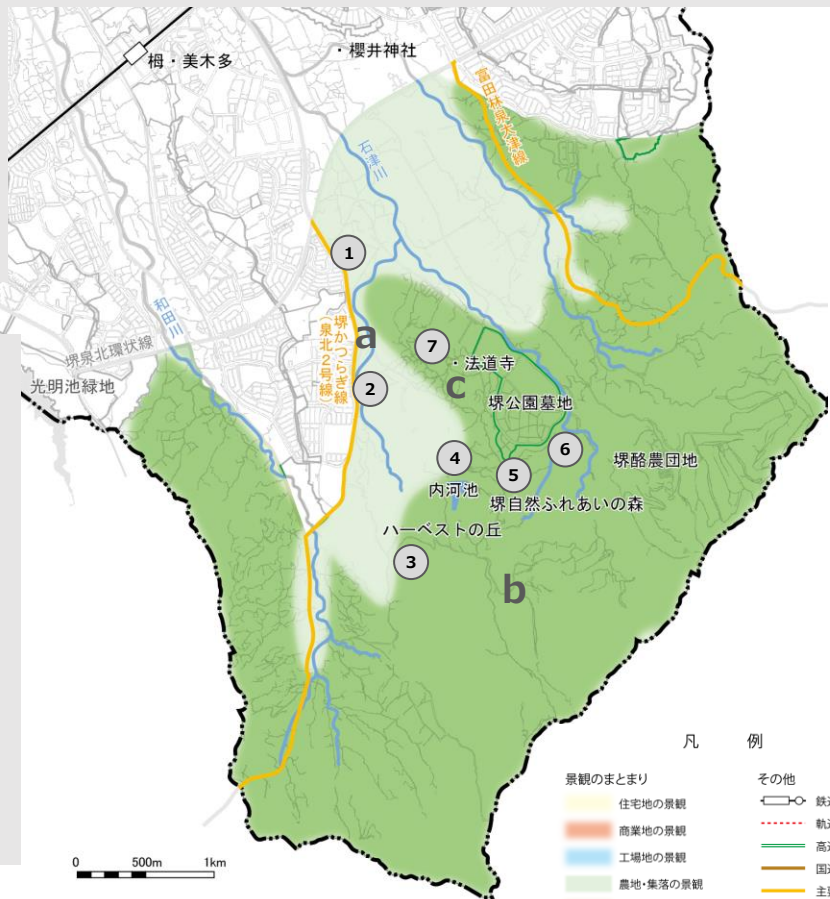 栂・美木多
・櫻井神社
富田林泉大津線
石津川
1
和田川
堺かつらぎ線
(泉北2号線)
a
堺泉北環状線
7
・法道寺
光明池緑地
2
c
堺公園墓地
6
4
堺酪農団地
5
内河池
堺自然ふれあいの森
ハーベストの丘
3
b
凡 例
景観のまとまり
その他
住宅地の景観
鉄
商業地の景観
軌
工場地の景観
高
農地・集落の景観
国
主
0 500m 1km